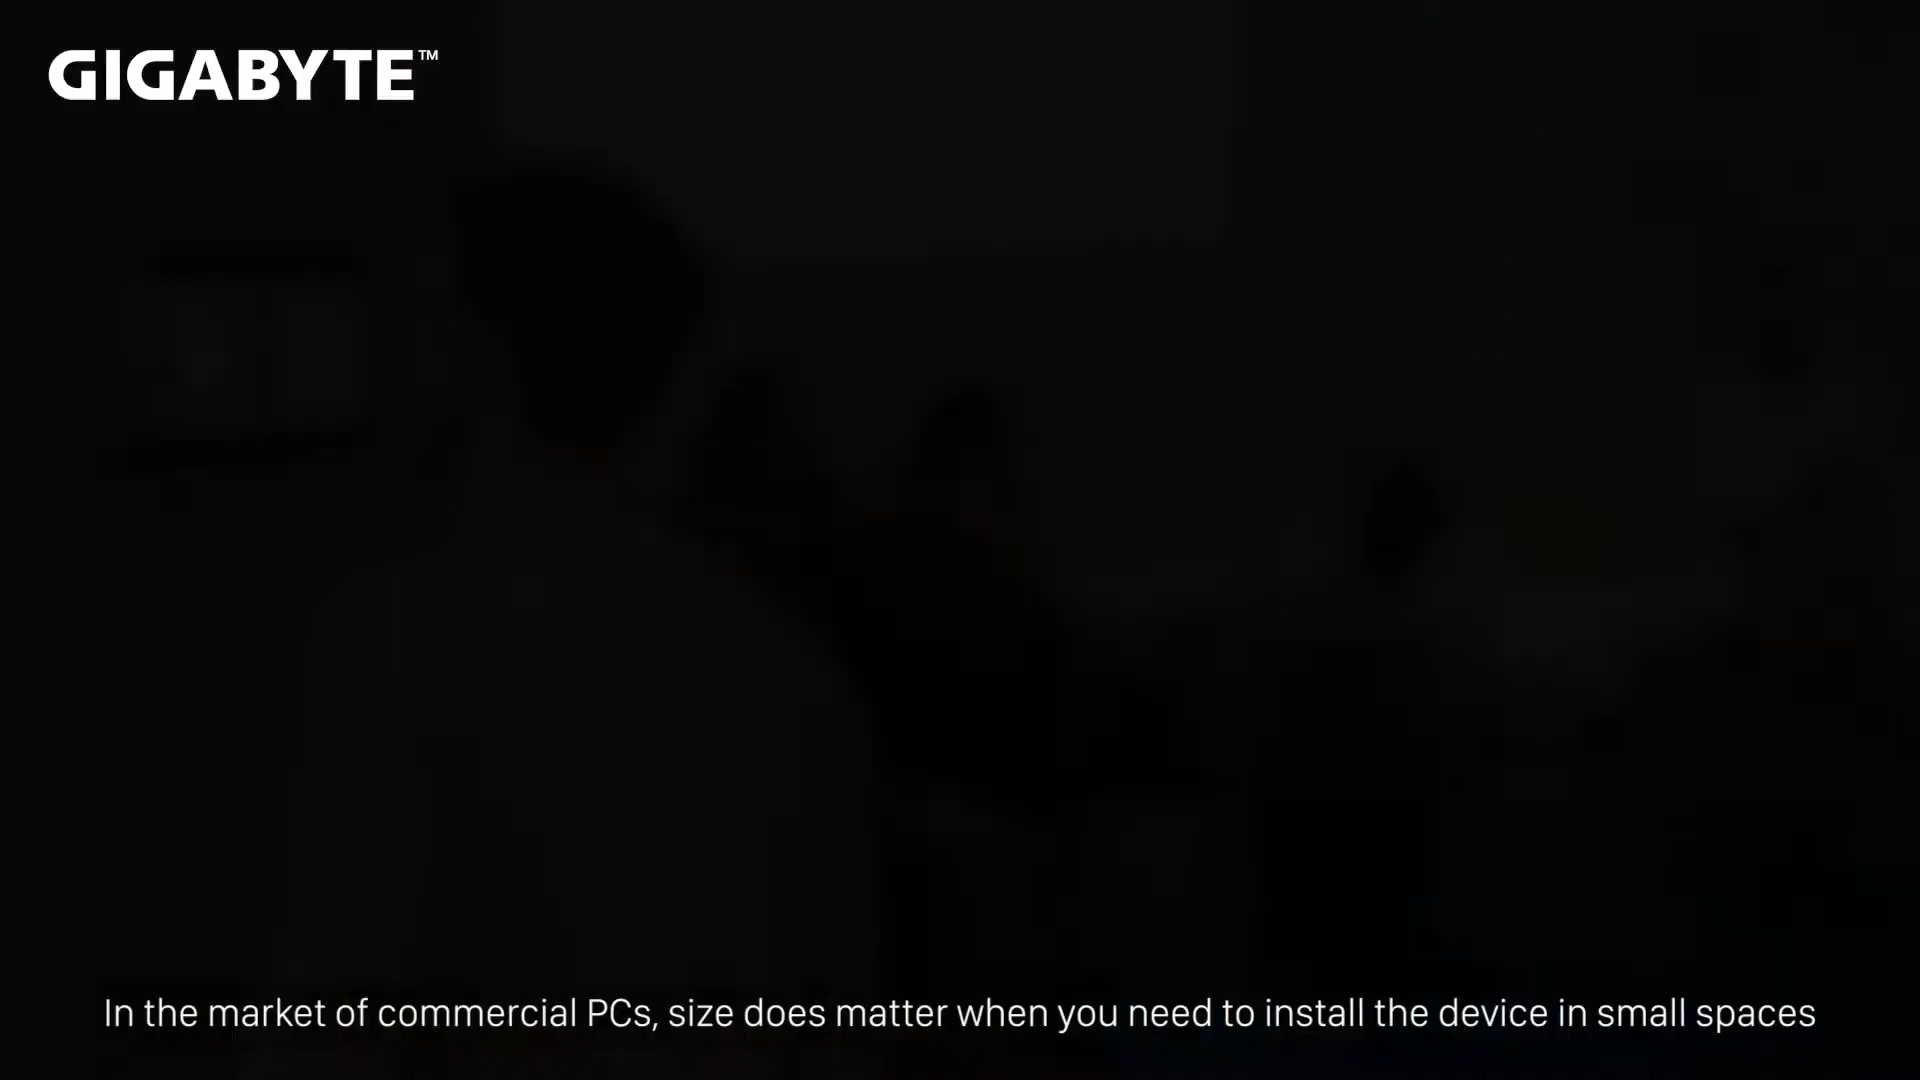 GIGABYTE™
In the market of commercial PCs, size does matter when you need to install the device in small spaces